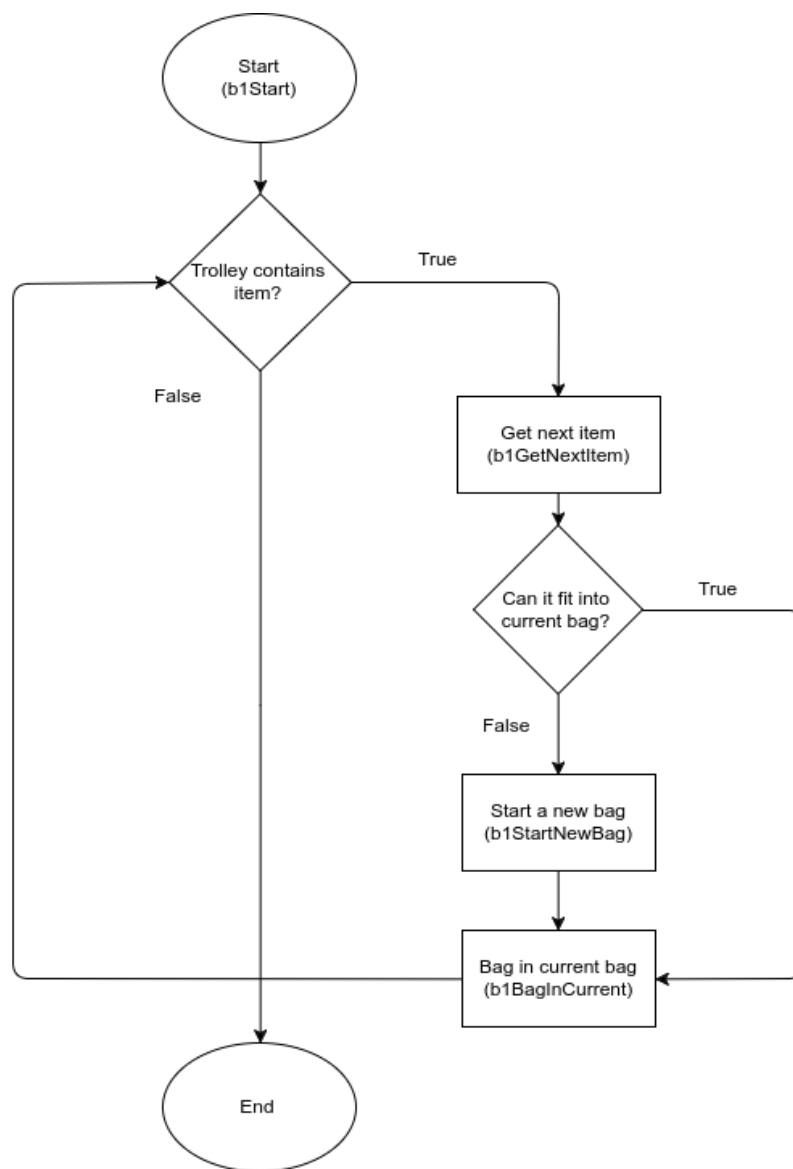 Start
(b1Start)
Trolley contains
item?
True
False
Get next item
(b1GetNextItem)
Can it fit into
current bag?
True
False
Start a new bag
(b1StartNewBag)
Bag in current bag
(b1BagInCurrent)
End